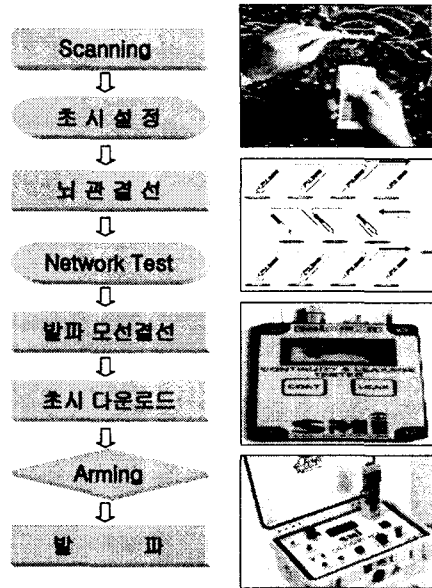 Scanning
초 시 설 정
뇌 관 결 선
Network Test
발파 모선결선
초시 다운로드
Arming
발 파
SMI